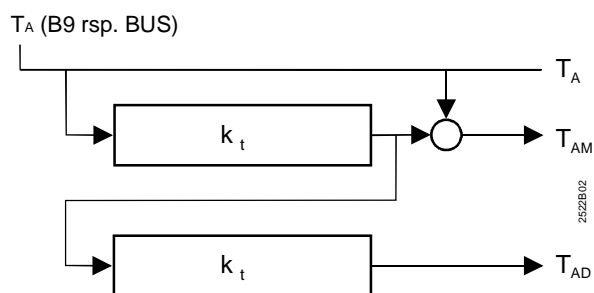 TA (B9 rsp. BUS)
TA
kt
TAM
2522B02
kt
TAD